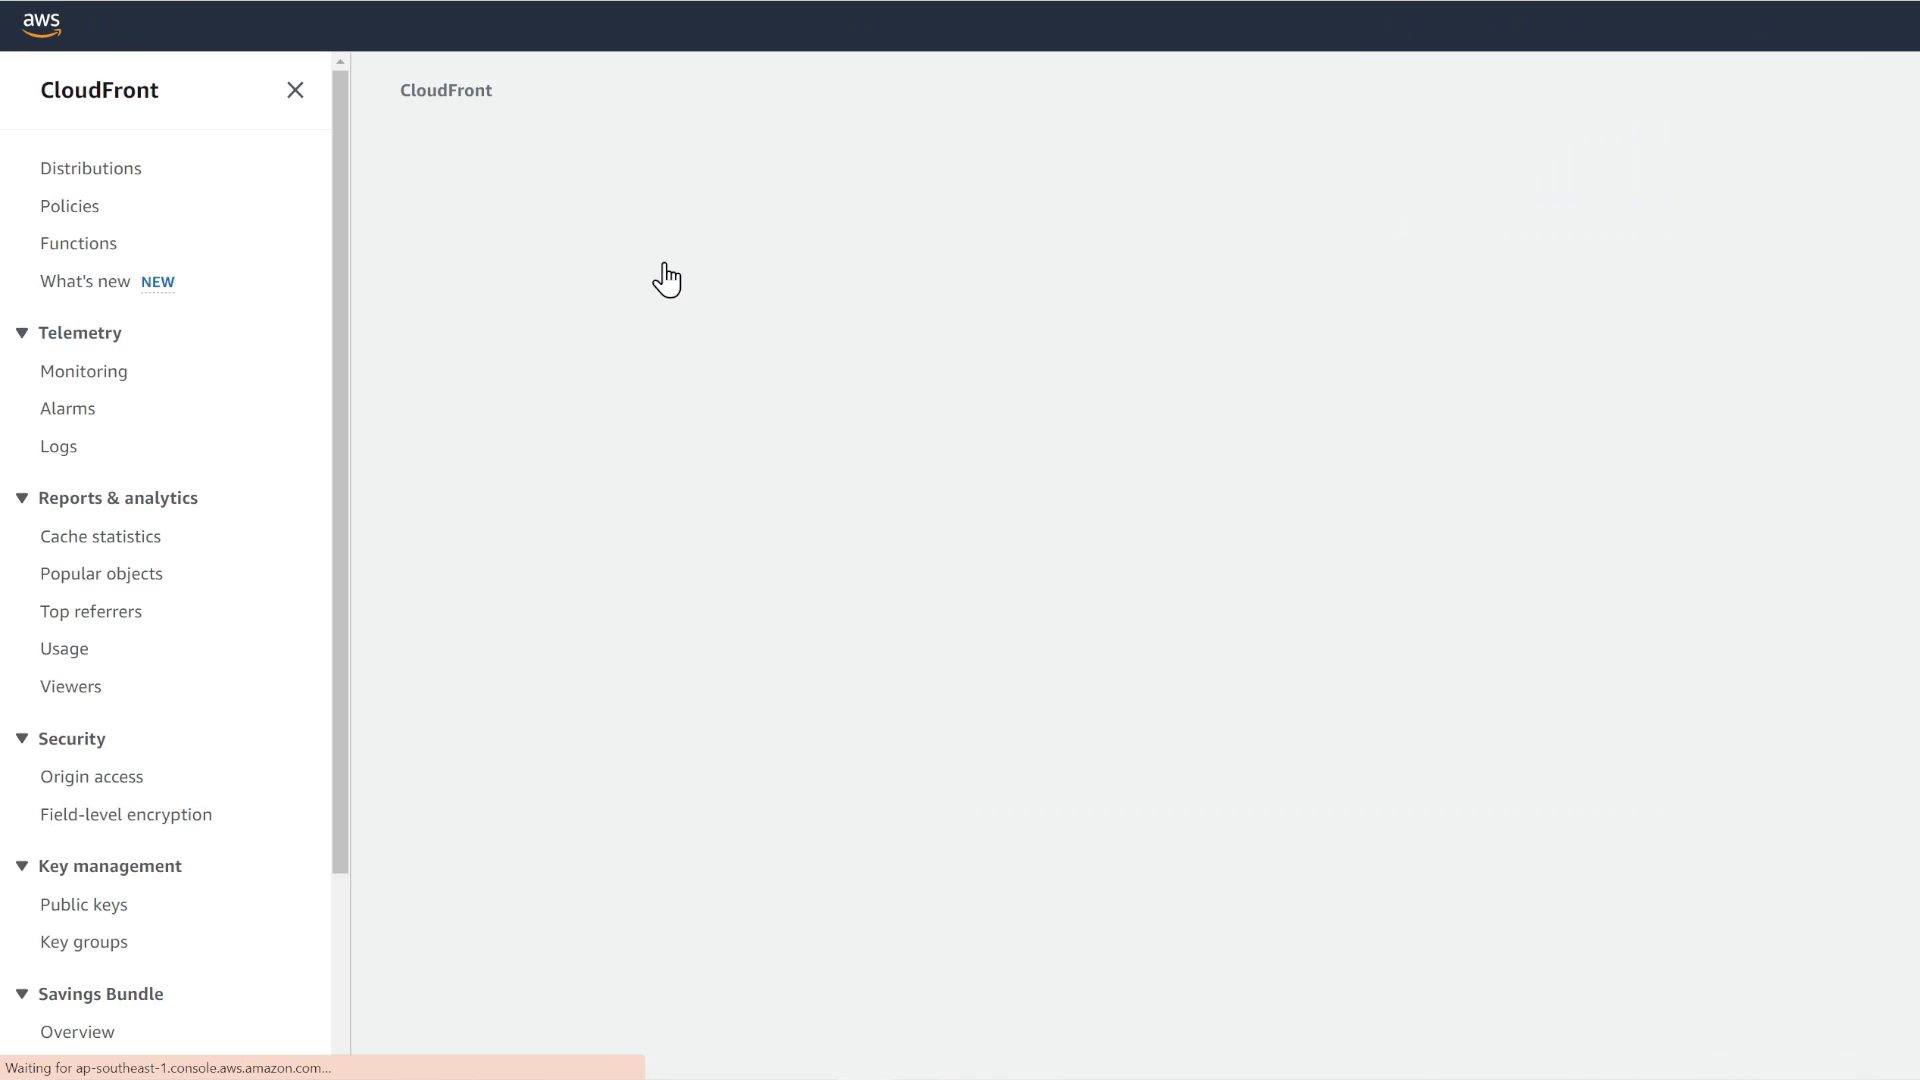 aws
CloudFront
CloudFront
Distributions
Policies
Functions
What's new NEW
Telemetry
Monitoring
Alarms
Logs
Reports & analytics
Cache statistics
Popular objects
Top referrers
Usage
Viewers
Security
Origin access
Field-level encryption
Key management
Public keys
Key groups
Savings Bundle
Overview
Waiting for ap-southeast-1.console.aws.amazon.com...